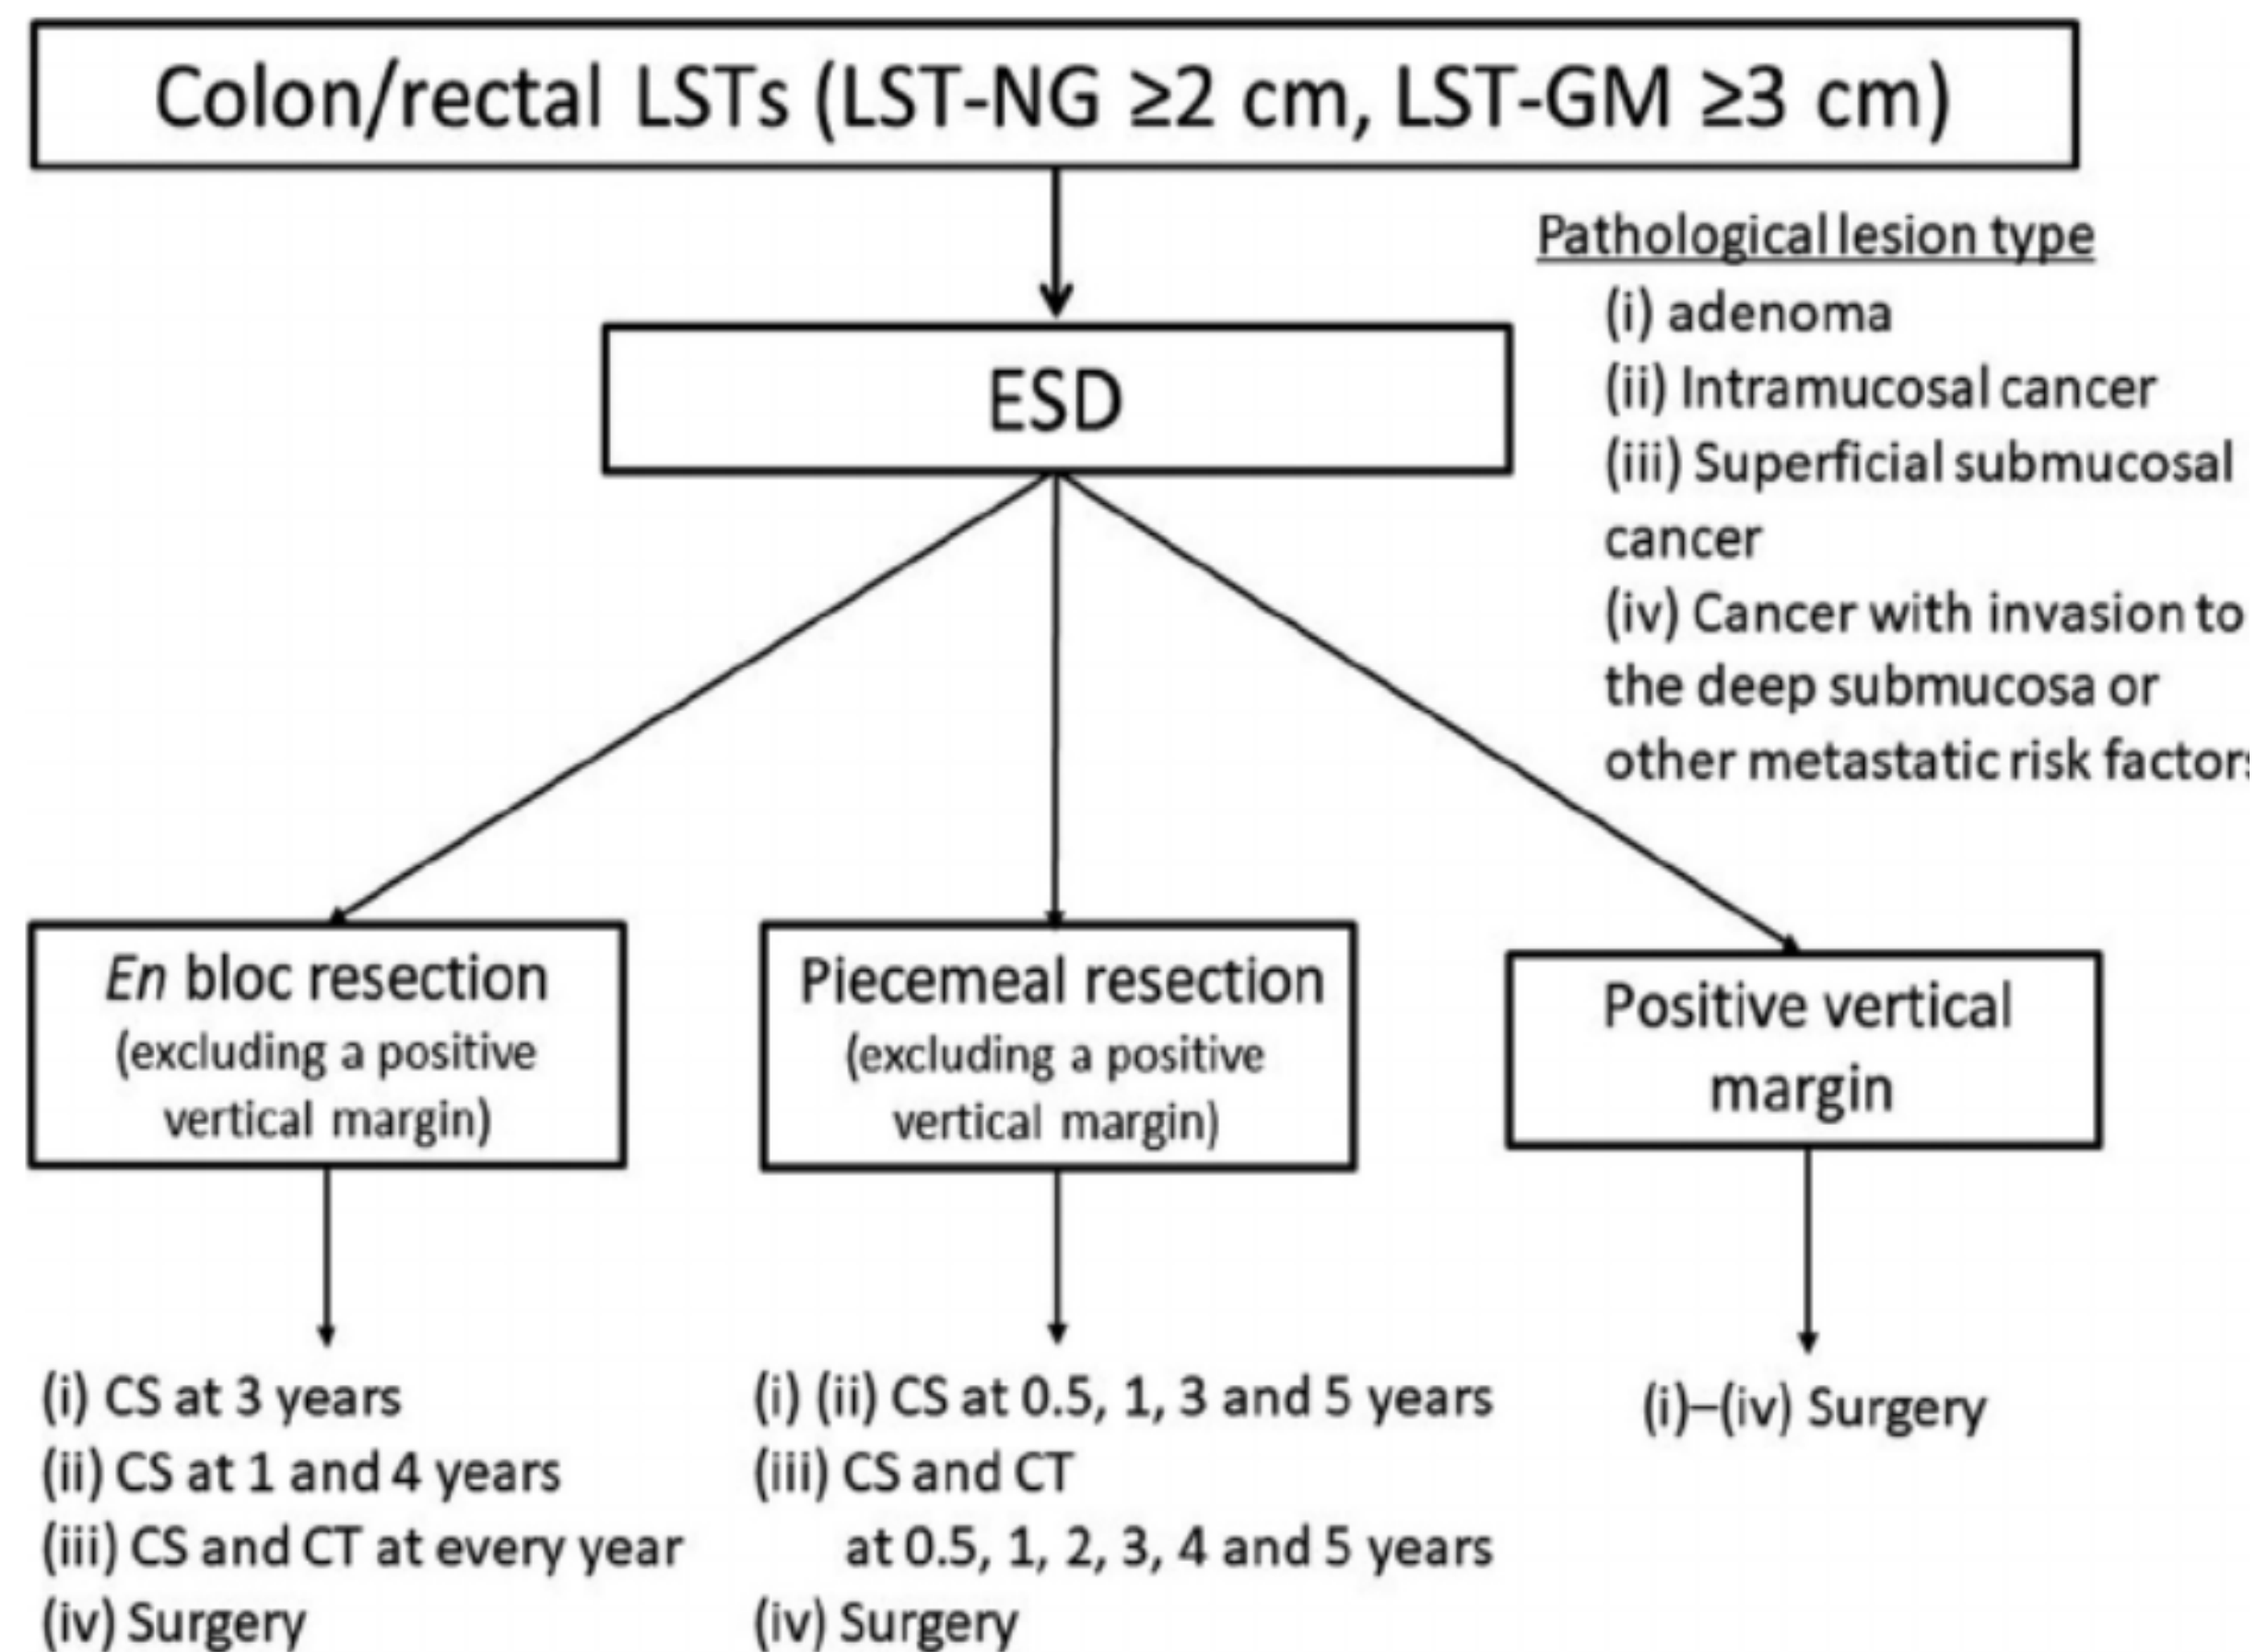 Colon/rectal LSTs (LST-NG ≥2 cm, LST-GM ≥3 cm)
Pathological lesion type
(i) adenoma
(ii) Intramucosal cancer
(iii) Superficial submucosal
cancer
(iv) Cancer with invasion to
the deep submucosa or
other metastatic risk factors
ESD
En bloc resection
(excluding a positive
vertical margin)
Piecemeal resection
(excluding a positive
vertical margin)
Positive vertical
margin
(i) CS at 3 years
(ii) CS at 1 and 4 years
(iii) CS and CT at every year
(iv) Surgery
(i) (ii) CS at 0.5, 1, 3 and 5 years
(iii) CS and CT
at 0.5, 1, 2, 3, 4 and 5 years
(iv) Surgery
(i)–(iv) Surgery